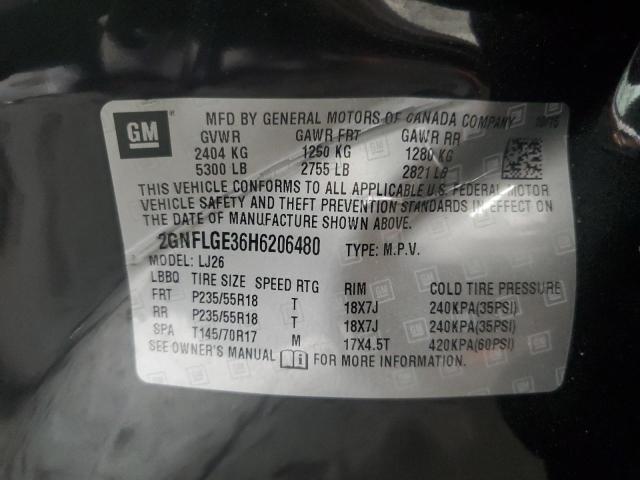 GM
MFD BY GENERAL MOTORS OF CANADA COMPANY 10/16
GVWR GAWR FRT GAWR RR
2404 KG 1250 KG 1280 KG
5300 LB 2755 LB 2821 LB
THIS VEHICLE CONFORMS TO ALL APPLICABLE U.S. FEDERAL MOTOR
VEHICLE SAFETY AND THEFT PREVENTION STANDARDS IN EFFECT ON
THE DATE OF MANUFACTURE SHOWN ABOVE.
2GNFLGE36H6206480 TYPE: M.P.V.
MODEL: LJ26
LBBQ TIRE SIZE SPEED RTG RIM COLD TIRE PRESSURE
FRT P235/55R18 T 18X7J 240KPA(35PSI)
RR P235/55R18 T 18X7J 240KPA(35PSI)
SPA T145/70R17 M 17X4.5T 420KPA(60PSI)
SEE OWNER'S MANUAL FOR MORE INFORMATION.